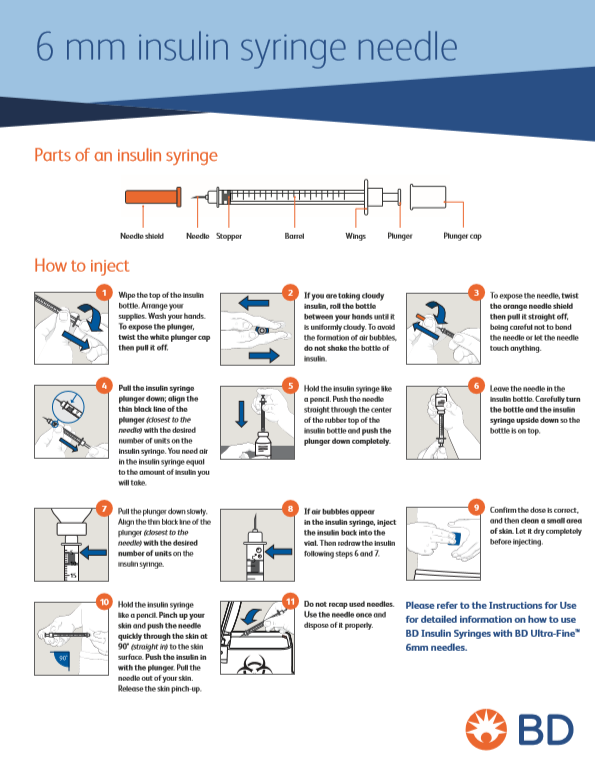 6 mm insulin syringe needle
Parts of an insulin syringe
Needle shield
Needle
Stopper
Barrel
Wings
Plunger
Plunger cap
How to inject
1
Wipe the top of the insulin
bottle. Arrange your
supplies. Wash your hands.
To expose the plunger,
twist the white plunger cap
then pull it off.
2
If you are taking cloudy
insulin, roll the bottle
between your hands until it
is uniformly cloudy. To avoid
the formation of air bubbles,
do not shake the bottle of
insulin.
3
To expose the needle, twist
the orange needle shield
then pull it straight off,
being careful not to bend
the needle or let the needle
touch anything.
4
Pull the insulin syringe
plunger down; align the
thin black line of the
plunger (closest to the
needle) with the desired
number of units on the
insulin syringe. You need air
in the insulin syringe equal
to the amount of insulin you
will take.
5
Hold the insulin syringe like
a pencil. Push the needle
straight through the center
of the rubber top of the
insulin bottle and push the
plunger down completely.
6
Leave the needle in the
insulin bottle. Carefully turn
the bottle and the insulin
syringe upside down so the
bottle is on top.
7
15
Pull the plunger down slowly.
Align the thin black line of the
plunger (closest to the
needle) with the desired
number of units on the
insulin syringe.
8
If air bubbles appear
in the insulin syringe, inject
the insulin back into the
vial. Then redraw the insulin
following steps 6 and 7.
9
Confirm the dose is correct,
and then clean a small area
of skin. Let it dry completely
before injecting.
10
90°
Hold the insulin syringe
like a pencil. Pinch up your
skin and push the needle
quickly through the skin at
90° (straight in) to the skin
surface. Push the insulin in
with the plunger. Pull the
needle out of your skin.
Release the skin pinch-up.
11
Do not recap used needles.
Use the needle once and
dispose of it properly.
Please refer to the Instructions for Use
for detailed information on how to use
BD Insulin Syringes with BD Ultra-Fine™
6mm needles.
BD